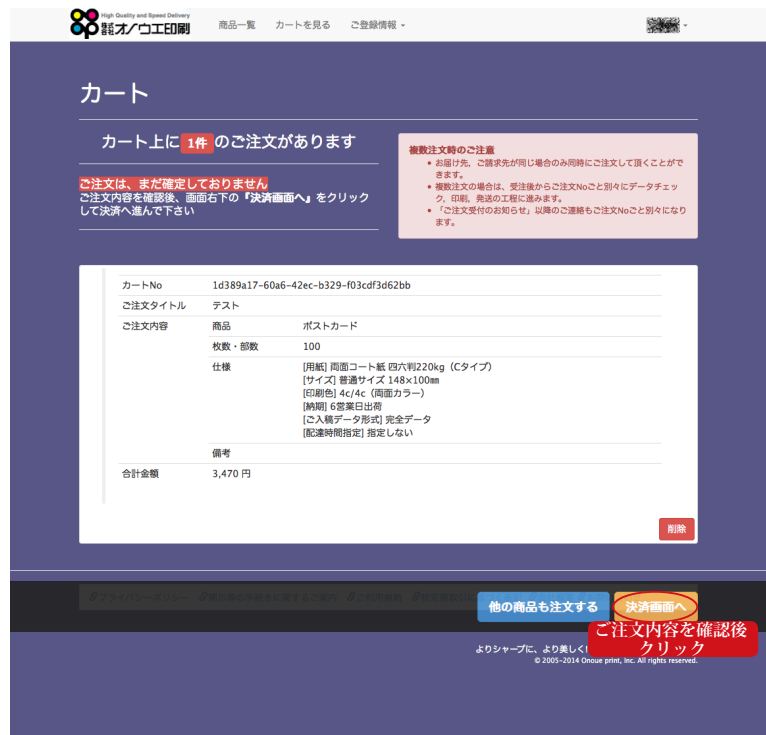 High Quality and Speed Delivery
株式会社オノウエ印刷
商品一覧 カートを見る ご登録情報
カート
カート上に 1件 のご注文があります
ご注文は、まだ確定しておりません
ご注文内容を確認後、画面右下の『決済画面へ』をクリック
して決済へ進んで下さい
複数注文時のご注意
お届け先、ご請求先が同じ場合のみ同時にご注文して頂くことがで
きます。
複数注文の場合は、受注後からご注文Noごと別々にデータチェッ
ク, 印刷, 発送の工程に進みます。
「ご注文受付のお知らせ」以降のご連絡もご注文Noごと別々になり
ます。
カートNo 1d389a17-60a6-42ec-b329-f03cdf3d62bb
ご注文タイトル テスト
ご注文内容 商品 ポストカード
枚数・部数 100
仕様 [用紙] 両面コート紙 四六判220kg（Cタイプ）
[サイズ] 普通サイズ 148×100㎜
[印刷色] 4c/4c（両面カラー）
[納期] 6営業日出荷
[ご入稿データ形式] 完全データ
[配達時間指定] 指定しない
備考
合計金額 3,470 円
削除
プライバシーポリシー
他の商品も注文する 決済画面へ
ご注文内容を確認後
クリック
よりシャープに、より美しく
© 2005-2014 Onoue print, Inc. All rights reserved.